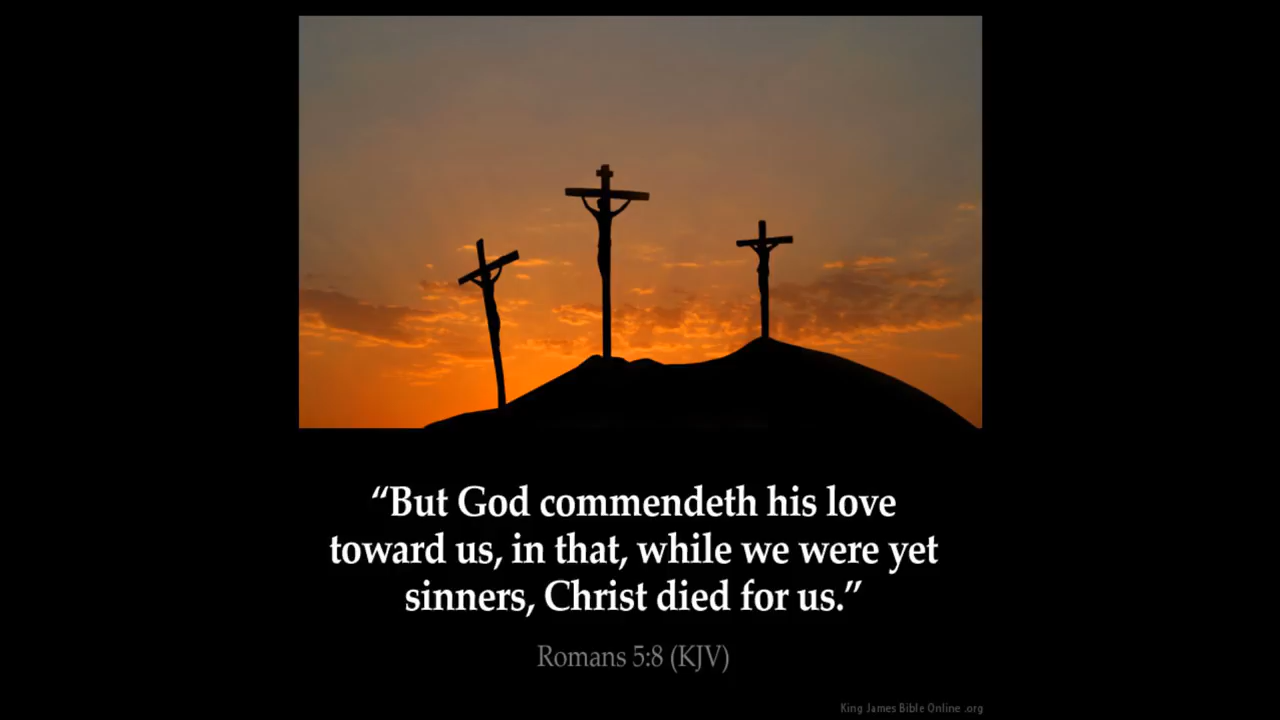 “But God commendeth his love
toward us, in that, while we were yet
sinners, Christ died for us.”
Romans 5:8 (KJV)
King James Bible Online .org